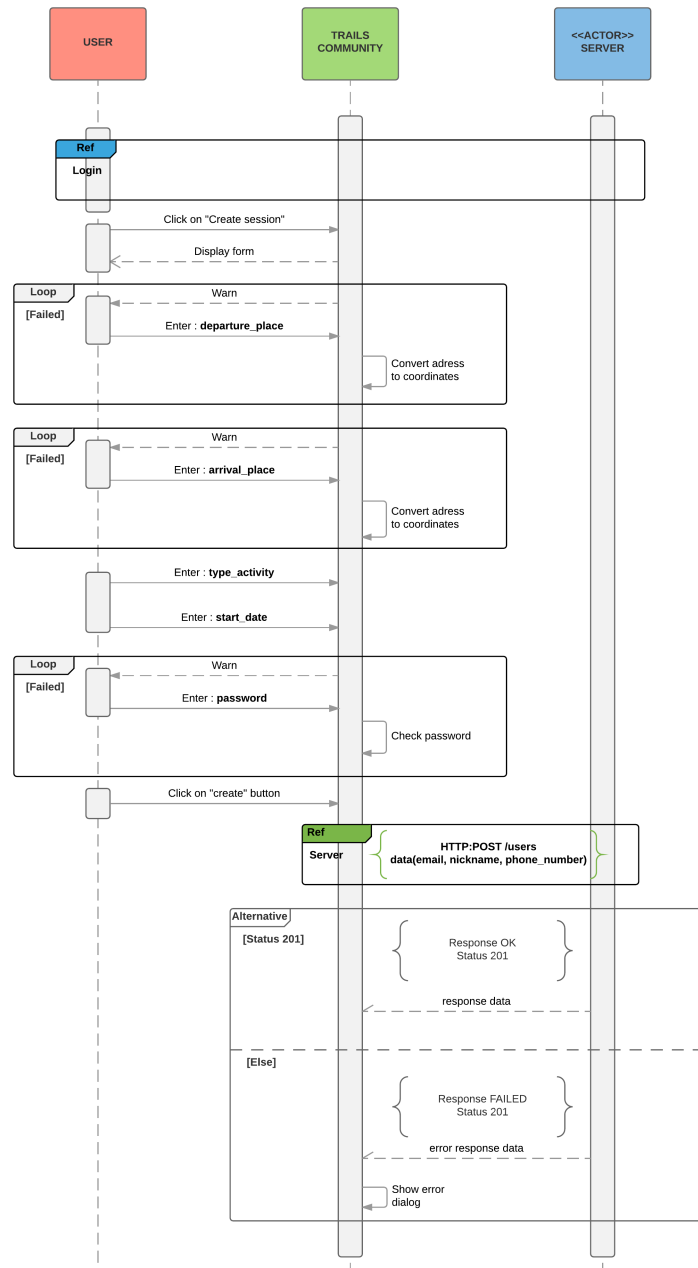 USER
TRAILS
COMMUNITY
<<ACTOR>>
SERVER
Ref
Login
Click on "Create session"
Display form
Loop
Warn
[Failed]
Enter : departure_place
Convert adress
to coordinates
Loop
Warn
[Failed]
Enter : arrival_place
Convert adress
to coordinates
Enter : type_activity
Enter : start_date
Loop
Warn
[Failed]
Enter : password
Check password
Click on "create" button
Ref
Server
HTTP:POST /users
data(email, nickname, phone_number)
Alternative
[Status 201]
Response OK
Status 201
response data
[Else]
Response FAILED
Status 201
error response data
Show error
dialog